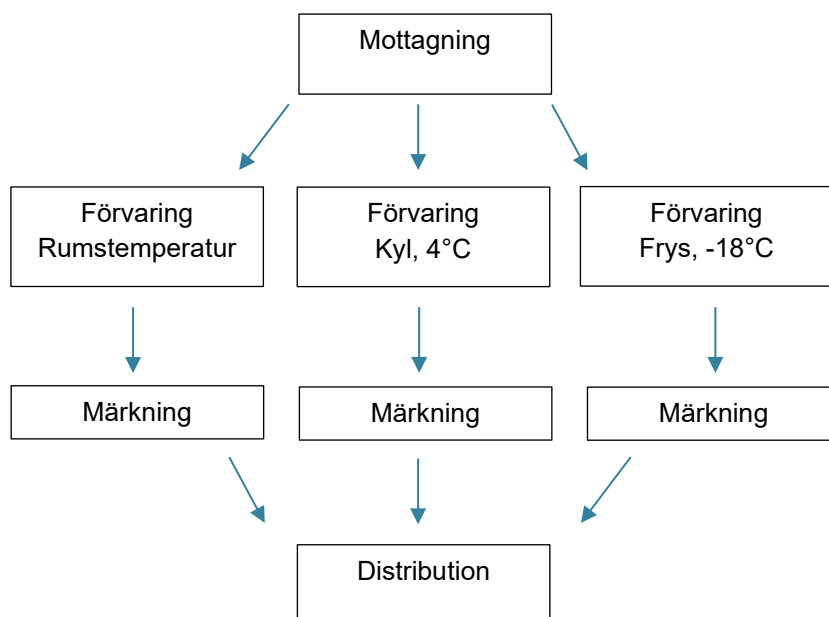 Mottagning
Förvaring
Rumstemperatur
Förvaring
Kyl, 4°C
Förvaring
Frys, -18°C
Märkning
Märkning
Märkning
Distribution